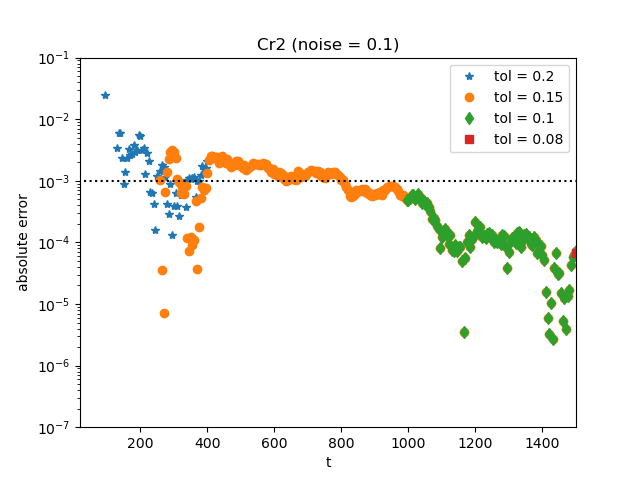 Cr2 (noise = 0.1)
absolute error
10⁻¹
10⁻²
10⁻³
10⁻⁴
10⁻⁵
10⁻⁶
10⁻⁷
tol = 0.2
tol = 0.15
tol = 0.1
tol = 0.08
200 400 600 800 1000 1200 1400
t